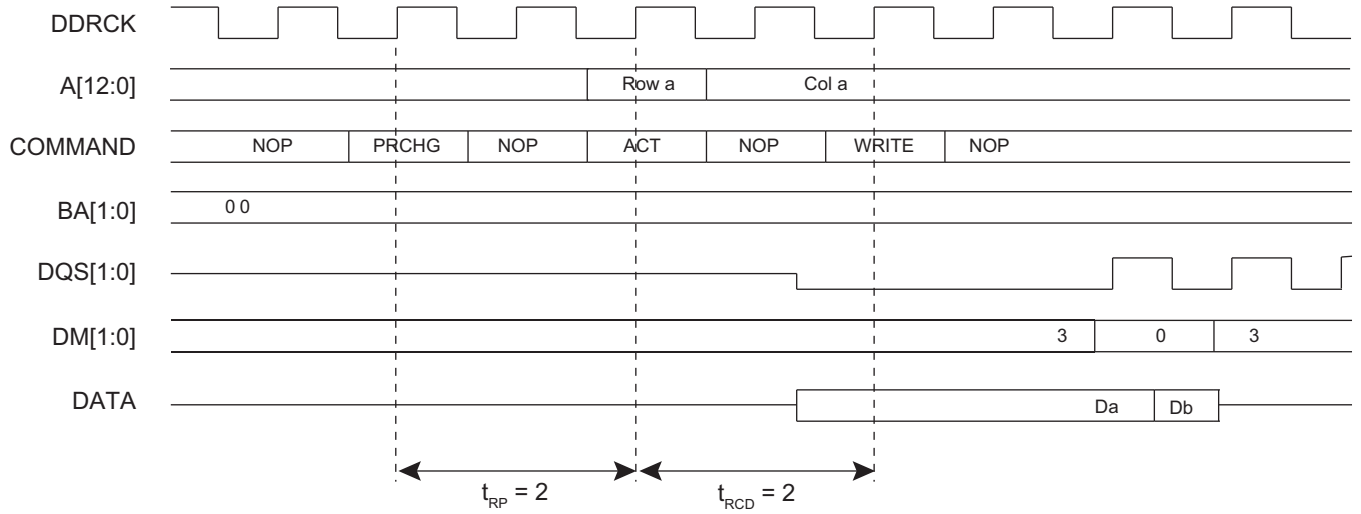 DDRCK
A[12:0] Row a Col a
COMMAND NOP PRCHG NOP ACT NOP WRITE NOP
BA[1:0] 0 0
DQS[1:0]
DM[1:0] 3 0 3
DATA Da Db
tRP = 2 tRCD = 2